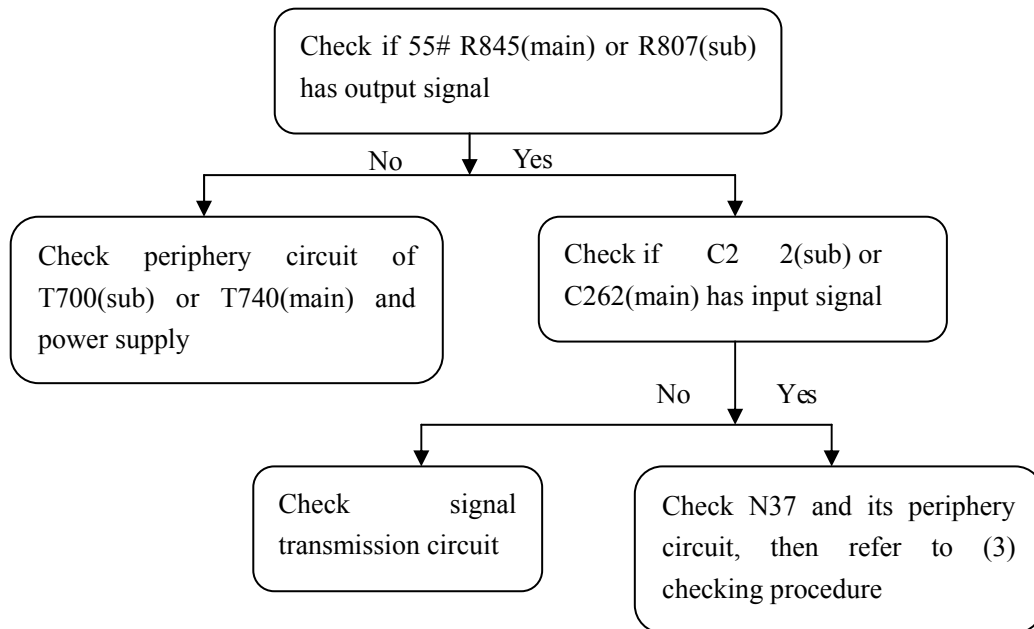 Check if 55# R845(main) or R807(sub)
has output signal
No
Yes
Check periphery circuit of
T700(sub) or T740(main) and
power supply
Check if C2 2(sub) or
C262(main) has input signal
No
Yes
Check signal
transmission circuit
Check N37 and its periphery
circuit, then refer to (3)
checking procedure